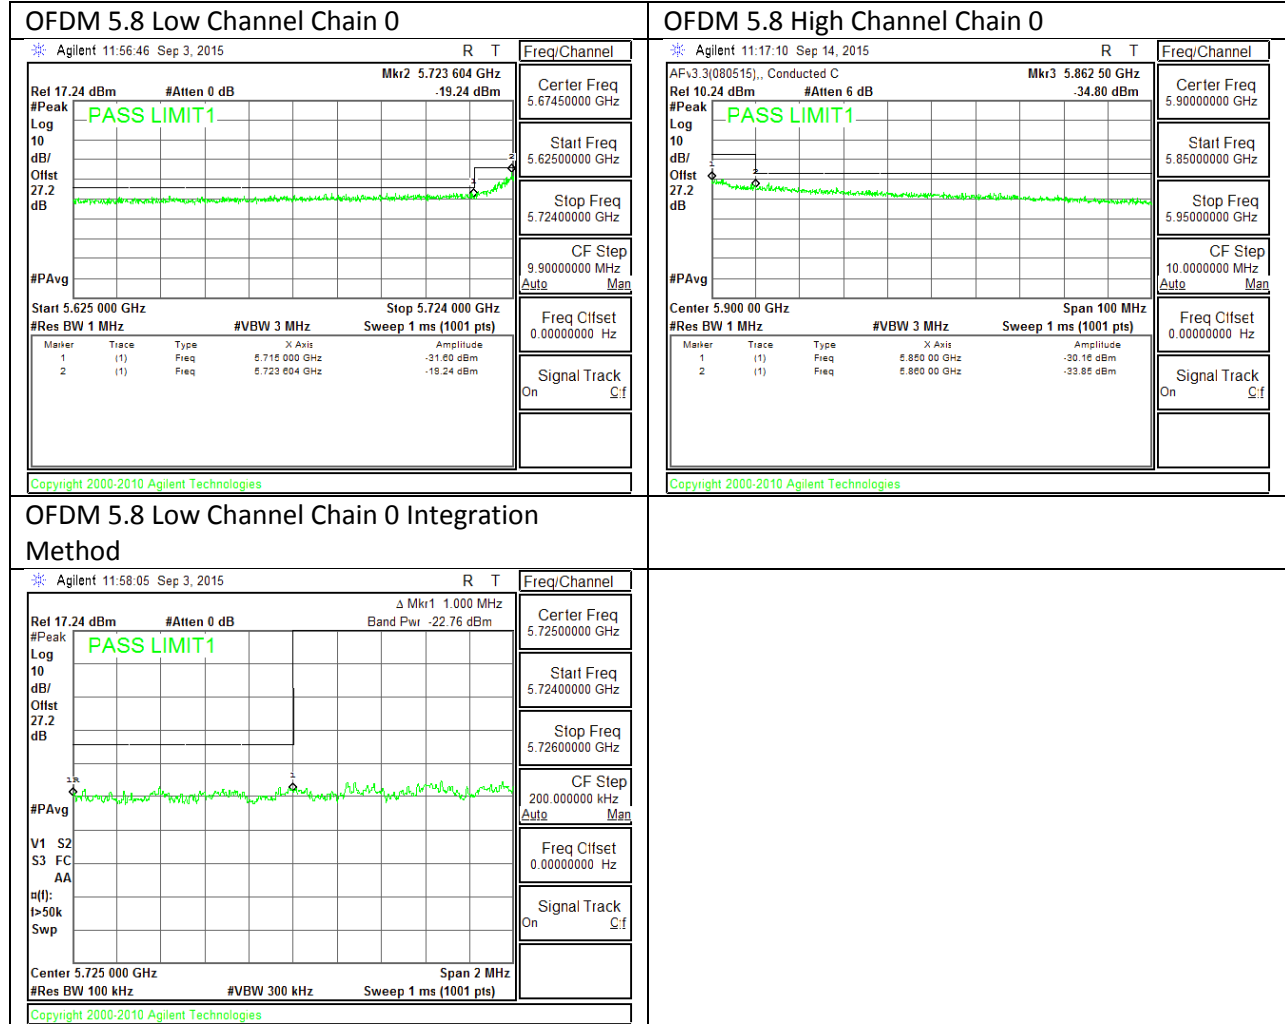 OFDM 5.8 Low Channel Chain 0
Agilent 11:56:46 Sep 3, 2015
R T
Freq/Channel
Mkr2 5.723 604 GHz
Ref 17.24 dBm #Atten 0 dB -19.24 dBm
#Peak
Log
10
dB/
Offst
27.2
dB
PASS LIMIT1
1
2
#PAvg
Start 5.625 000 GHz Stop 5.724 000 GHz
#Res BW 1 MHz #VBW 3 MHz Sweep 1 ms (1001 pts)
Marker Trace Type X Axis Amplitude
1 (1) Freq 5.715 000 GHz -31.60 dBm
2 (1) Freq 5.723 604 GHz -19.24 dBm
Center Freq
5.67450000 GHz
Start Freq
5.62500000 GHz
Stop Freq
5.72400000 GHz
CF Step
9.90000000 MHz
Auto Man
Freq Offset
0.00000000 Hz
Signal Track
On Off
Copyright 2000-2010 Agilent Technologies
OFDM 5.8 High Channel Chain 0
Agilent 11:17:10 Sep 14, 2015
R T
Freq/Channel
AFv3.3(080515),, Conducted C Mkr3 5.862 50 GHz
Ref 10.24 dBm #Atten 6 dB -34.80 dBm
#Peak
Log
10
dB/
Offst
27.2
dB
PASS LIMIT1
1
2
#PAvg
Center 5.900 00 GHz Span 100 MHz
#Res BW 1 MHz #VBW 3 MHz Sweep 1 ms (1001 pts)
Marker Trace Type X Axis Amplitude
1 (1) Freq 5.850 00 GHz -30.16 dBm
2 (1) Freq 5.860 00 GHz -33.85 dBm
Center Freq
5.90000000 GHz
Start Freq
5.85000000 GHz
Stop Freq
5.95000000 GHz
CF Step
10.0000000 MHz
Auto Man
Freq Offset
0.00000000 Hz
Signal Track
On Off
Copyright 2000-2010 Agilent Technologies
OFDM 5.8 Low Channel Chain 0 Integration
Method
Agilent 11:58:05 Sep 3, 2015
R T
Freq/Channel
Δ Mkr1 1.000 MHz
Ref 17.24 dBm #Atten 0 dB Band Pwr -22.76 dBm
#Peak
Log
10
dB/
Offst
27.2
dB
PASS LIMIT1
1R
1
#PAvg
V1 S2
S3 FC
AA
¤(f):
f>50k
Swp
Center 5.725 000 GHz Span 2 MHz
#Res BW 100 kHz #VBW 300 kHz Sweep 1 ms (1001 pts)
Center Freq
5.72500000 GHz
Start Freq
5.72400000 GHz
Stop Freq
5.72600000 GHz
CF Step
200.000000 kHz
Auto Man
Freq Offset
0.00000000 Hz
Signal Track
On Off
Copyright 2000-2010 Agilent Technologies